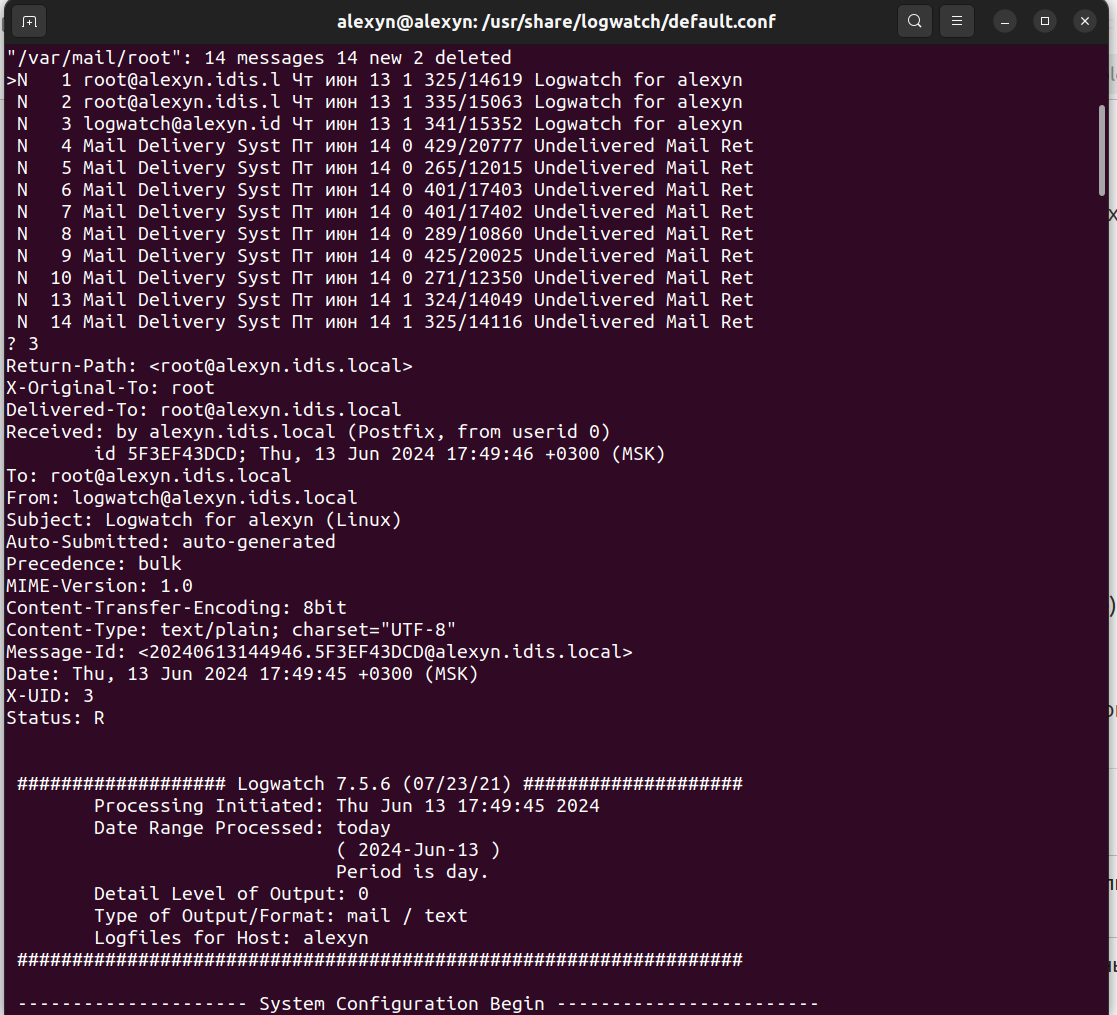 alexyn@alexyn: /usr/share/logwatch/default.conf
"/var/mail/root": 14 messages 14 new 2 deleted
>N   1 root@alexyn.idis.l Чт июн 13 1 325/14619 Logwatch for alexyn
 N   2 root@alexyn.idis.l Чт июн 13 1 335/15063 Logwatch for alexyn
 N   3 logwatch@alexyn.id Чт июн 13 1 341/15352 Logwatch for alexyn
 N   4 Mail Delivery Syst Пт июн 14 0 429/20777 Undelivered Mail Ret
 N   5 Mail Delivery Syst Пт июн 14 0 265/12015 Undelivered Mail Ret
 N   6 Mail Delivery Syst Пт июн 14 0 401/17403 Undelivered Mail Ret
 N   7 Mail Delivery Syst Пт июн 14 0 401/17402 Undelivered Mail Ret
 N   8 Mail Delivery Syst Пт июн 14 0 289/10860 Undelivered Mail Ret
 N   9 Mail Delivery Syst Пт июн 14 0 425/20025 Undelivered Mail Ret
 N  10 Mail Delivery Syst Пт июн 14 0 271/12350 Undelivered Mail Ret
 N  13 Mail Delivery Syst Пт июн 14 1 324/14049 Undelivered Mail Ret
 N  14 Mail Delivery Syst Пт июн 14 1 325/14116 Undelivered Mail Ret
? 3
Return-Path: <root@alexyn.idis.local>
X-Original-To: root
Delivered-To: root@alexyn.idis.local
Received: by alexyn.idis.local (Postfix, from userid 0)
        id 5F3EF43DCD; Thu, 13 Jun 2024 17:49:46 +0300 (MSK)
To: root@alexyn.idis.local
From: logwatch@alexyn.idis.local
Subject: Logwatch for alexyn (Linux)
Auto-Submitted: auto-generated
Precedence: bulk
MIME-Version: 1.0
Content-Transfer-Encoding: 8bit
Content-Type: text/plain; charset="UTF-8"
Message-Id: <20240613144946.5F3EF43DCD@alexyn.idis.local>
Date: Thu, 13 Jun 2024 17:49:45 +0300 (MSK)
X-UID: 3
Status: R
 ################### Logwatch 7.5.6 (07/23/21) ####################
        Processing Initiated: Thu Jun 13 17:49:45 2024
        Date Range Processed: today
                              ( 2024-Jun-13 )
                              Period is day.
        Detail Level of Output: 0
        Type of Output/Format: mail / text
        Logfiles for Host: alexyn
 ##################################################################
 --------------------- System Configuration Begin ------------------------